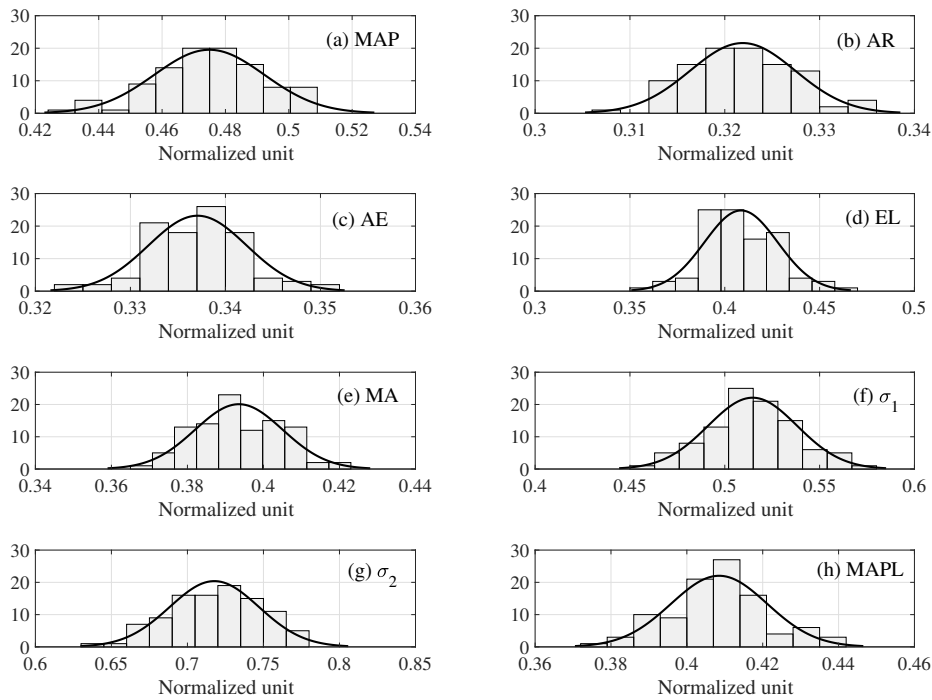 30
20
10
0
(a) MAP
0.42 0.44 0.46 0.48 0.5 0.52 0.54
Normalized unit
30
20
10
0
(b) AR
0.3 0.31 0.32 0.33 0.34
Normalized unit
30
20
10
0
(c) AE
0.32 0.33 0.34 0.35 0.36
Normalized unit
30
20
10
0
(d) EL
0.3 0.35 0.4 0.45 0.5
Normalized unit
30
20
10
0
(e) MA
0.34 0.36 0.38 0.4 0.42 0.44
Normalized unit
30
20
10
0
(f) σ1
0.4 0.45 0.5 0.55 0.6
Normalized unit
30
20
10
0
(g) σ2
0.6 0.65 0.7 0.75 0.8 0.85
Normalized unit
30
20
10
0
(h) MAPL
0.36 0.38 0.4 0.42 0.44 0.46
Normalized unit